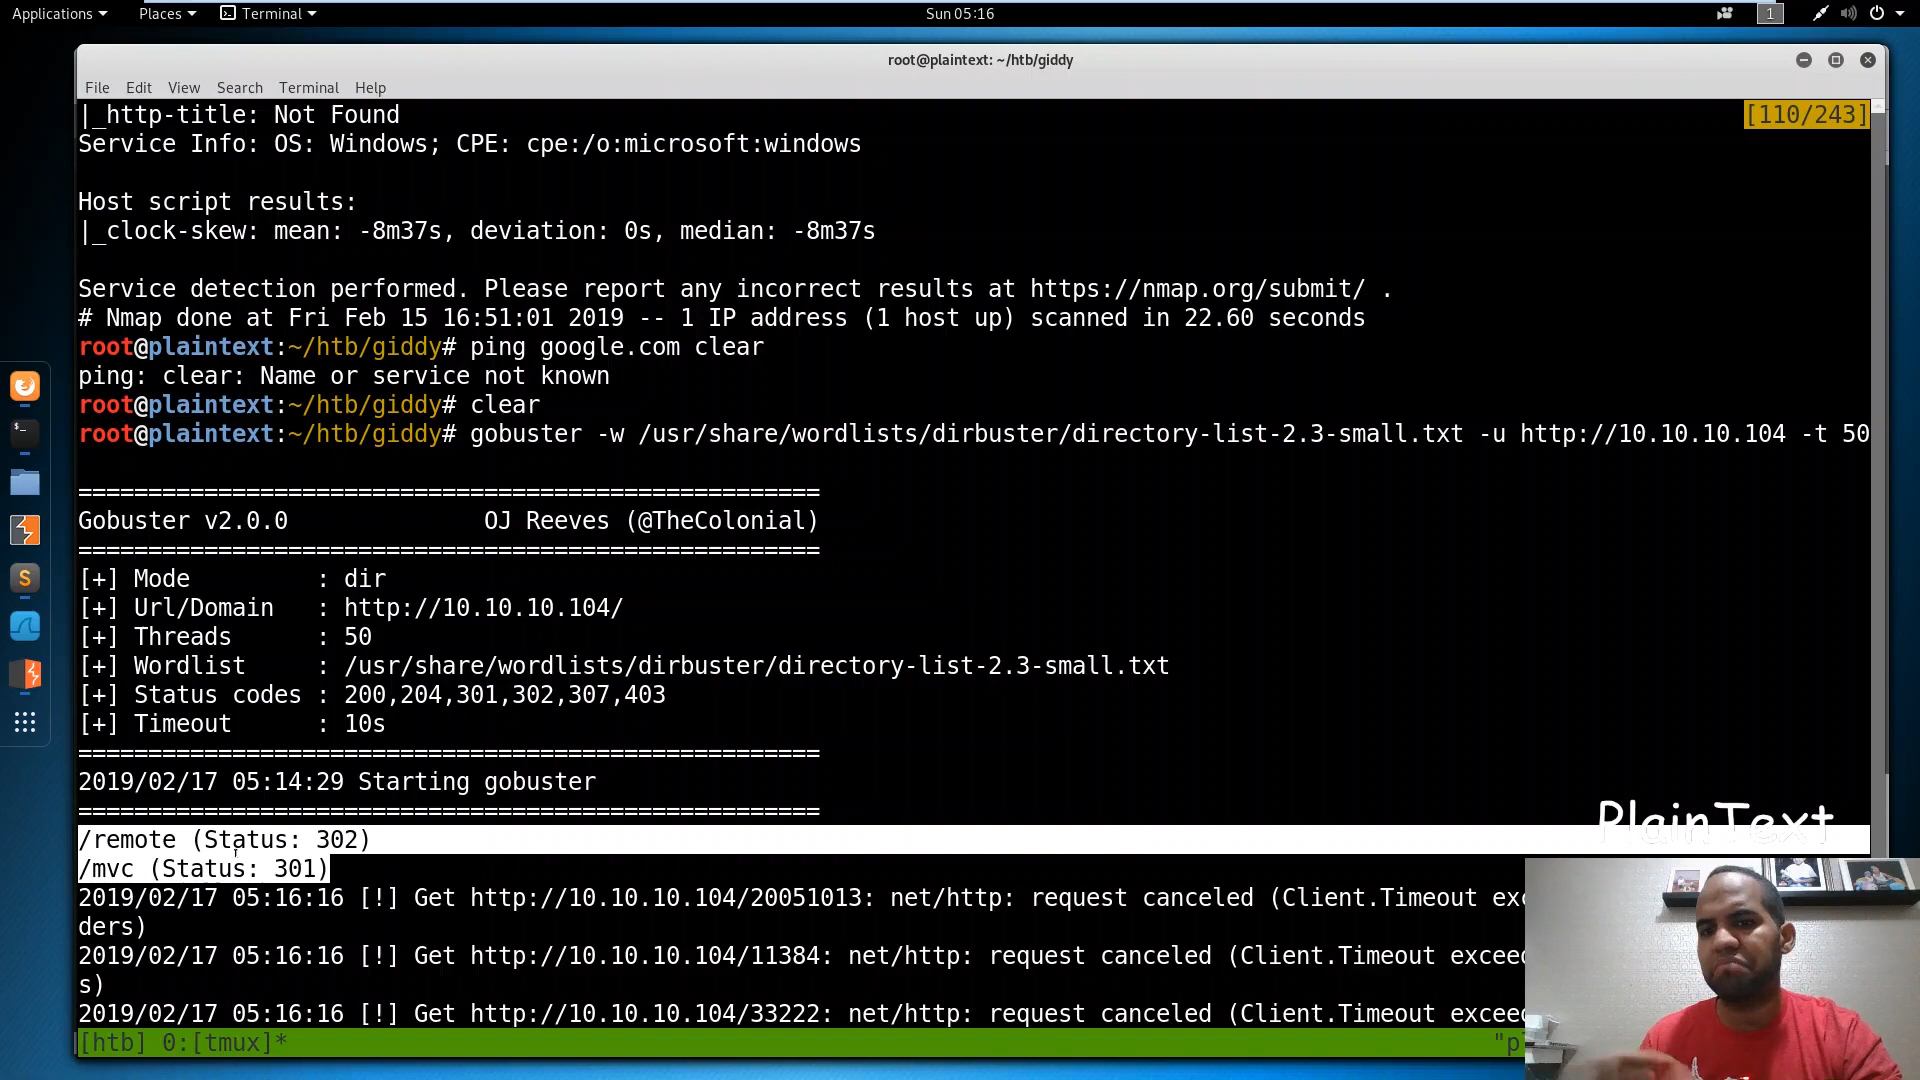 Applications Places Terminal Sun 05:16 1
root@plaintext: ~/htb/giddy
File Edit View Search Terminal Help
|_http-title: Not Found [110/243]
Service Info: OS: Windows; CPE: cpe:/o:microsoft:windows
Host script results:
|_clock-skew: mean: -8m37s, deviation: 0s, median: -8m37s
Service detection performed. Please report any incorrect results at https://nmap.org/submit/ .
# Nmap done at Fri Feb 15 16:51:01 2019 -- 1 IP address (1 host up) scanned in 22.60 seconds
root@plaintext:~/htb/giddy# ping google.com clear
ping: clear: Name or service not known
root@plaintext:~/htb/giddy# clear
root@plaintext:~/htb/giddy# gobuster -w /usr/share/wordlists/dirbuster/directory-list-2.3-small.txt -u http://10.10.10.104 -t 50
=====================================================
Gobuster v2.0.0              OJ Reeves (@TheColonial)
=====================================================
[+] Mode         : dir
[+] Url/Domain   : http://10.10.10.104/
[+] Threads      : 50
[+] Wordlist     : /usr/share/wordlists/dirbuster/directory-list-2.3-small.txt
[+] Status codes : 200,204,301,302,307,403
[+] Timeout      : 10s
=====================================================
2019/02/17 05:14:29 Starting gobuster
=====================================================
PlainText
/remote (Status: 302)
/mvc (Status: 301)
2019/02/17 05:16:16 [!] Get http://10.10.10.104/20051013: net/http: request canceled (Client.Timeout exc
ders)
2019/02/17 05:16:16 [!] Get http://10.10.10.104/11384: net/http: request canceled (Client.Timeout exceed
s)
2019/02/17 05:16:16 [!] Get http://10.10.10.104/33222: net/http: request canceled (Client.Timeout exceed
[htb] 0:[tmux]* "p